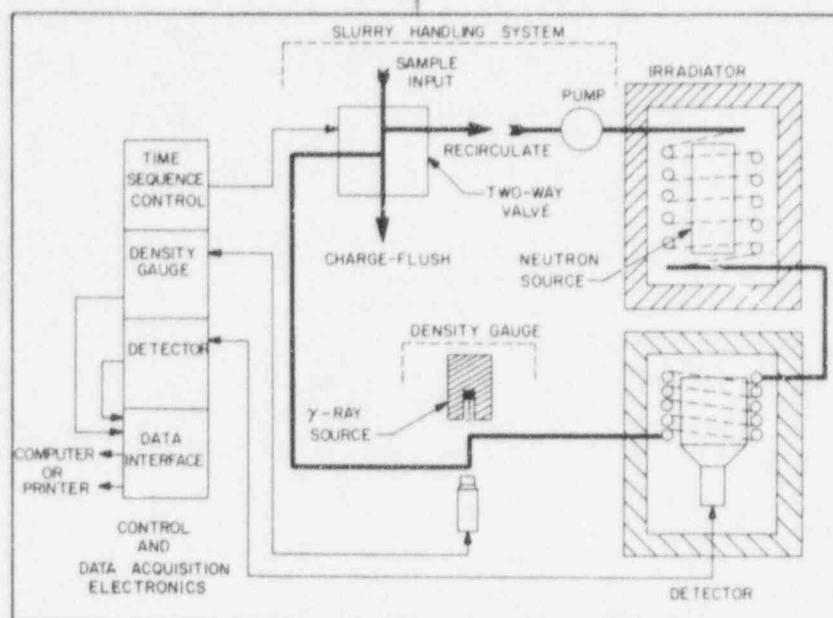 SLURRY HANDLING SYSTEM
SAMPLE
INPUT
IRRADIATOR
PUMP
RECIRCULATE
TWO-WAY
VALVE
CHARGE-FLUSH
NEUTRON
SOURCE
TIME
SEQUENCE
CONTROL
DENSITY
GAUGE
DETECTOR
DATA
INTERFACE
COMPUTER
OR
PRINTER
CONTROL
AND
DATA ACQUISITION
ELECTRONICS
DENSITY GAUGE
γ-RAY
SOURCE
DETECTOR